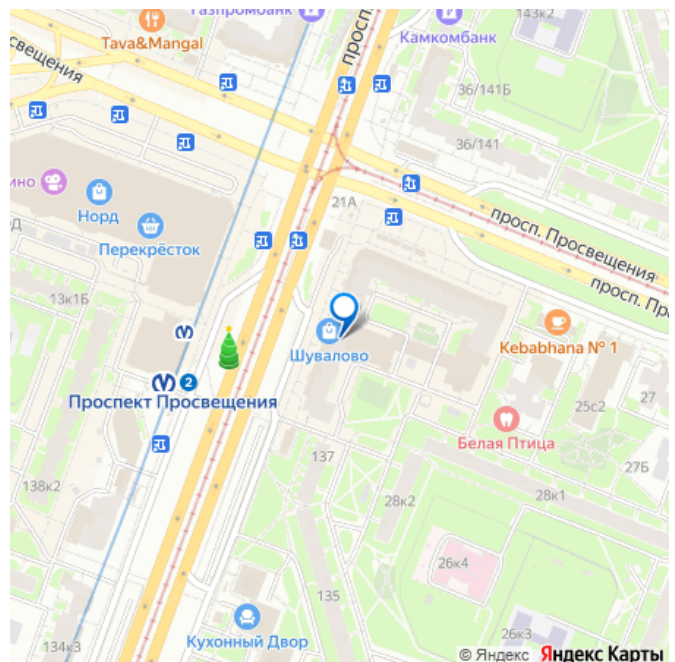 Газпромбанк
143к2
Tava&Mangal
Камкомбанк
просп.
свещения
36/141Б
36/141
ино
Норд
21А
Перекрёсток
просп. Просвещения
Д
13к1Б
просп. Пр
Шувалово
Kebabhana № 1
2
Проспект Просвещения
25с2
27
Белая Птица
137
27Б
138к2
28к2
28к1
26к4
135
26к3
134к3
Кухонный Двор
© Яндекс Яндекс Карты